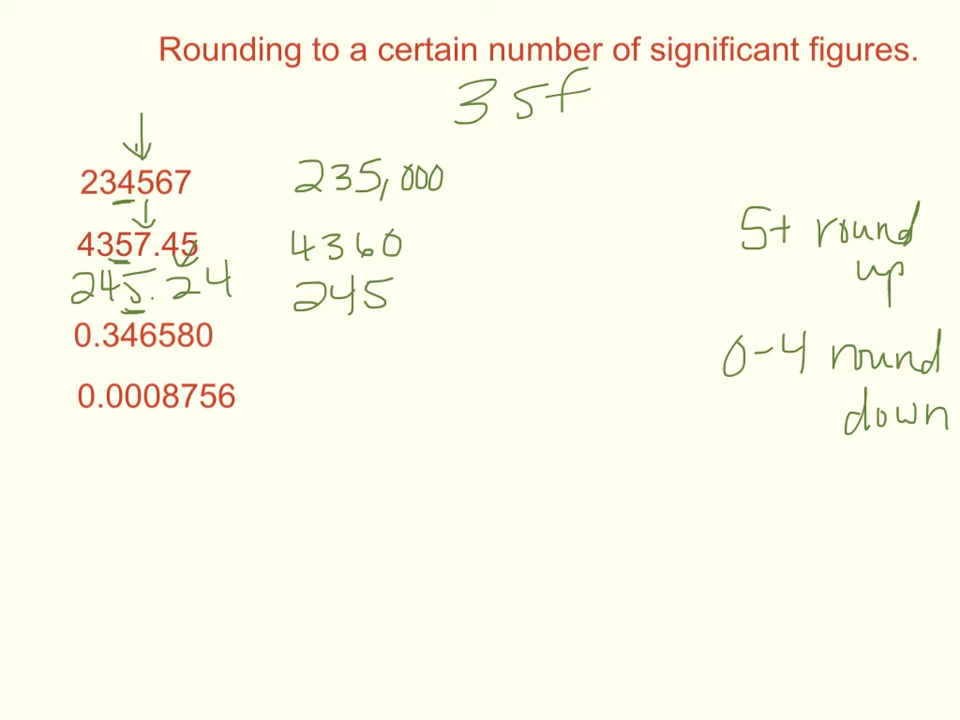 Rounding to a certain number of significant figures.
3 sf
234567 235,000
4357.45 4360
245.24 245
0.346580
0.0008756
5+ round
up
0-4 round
down